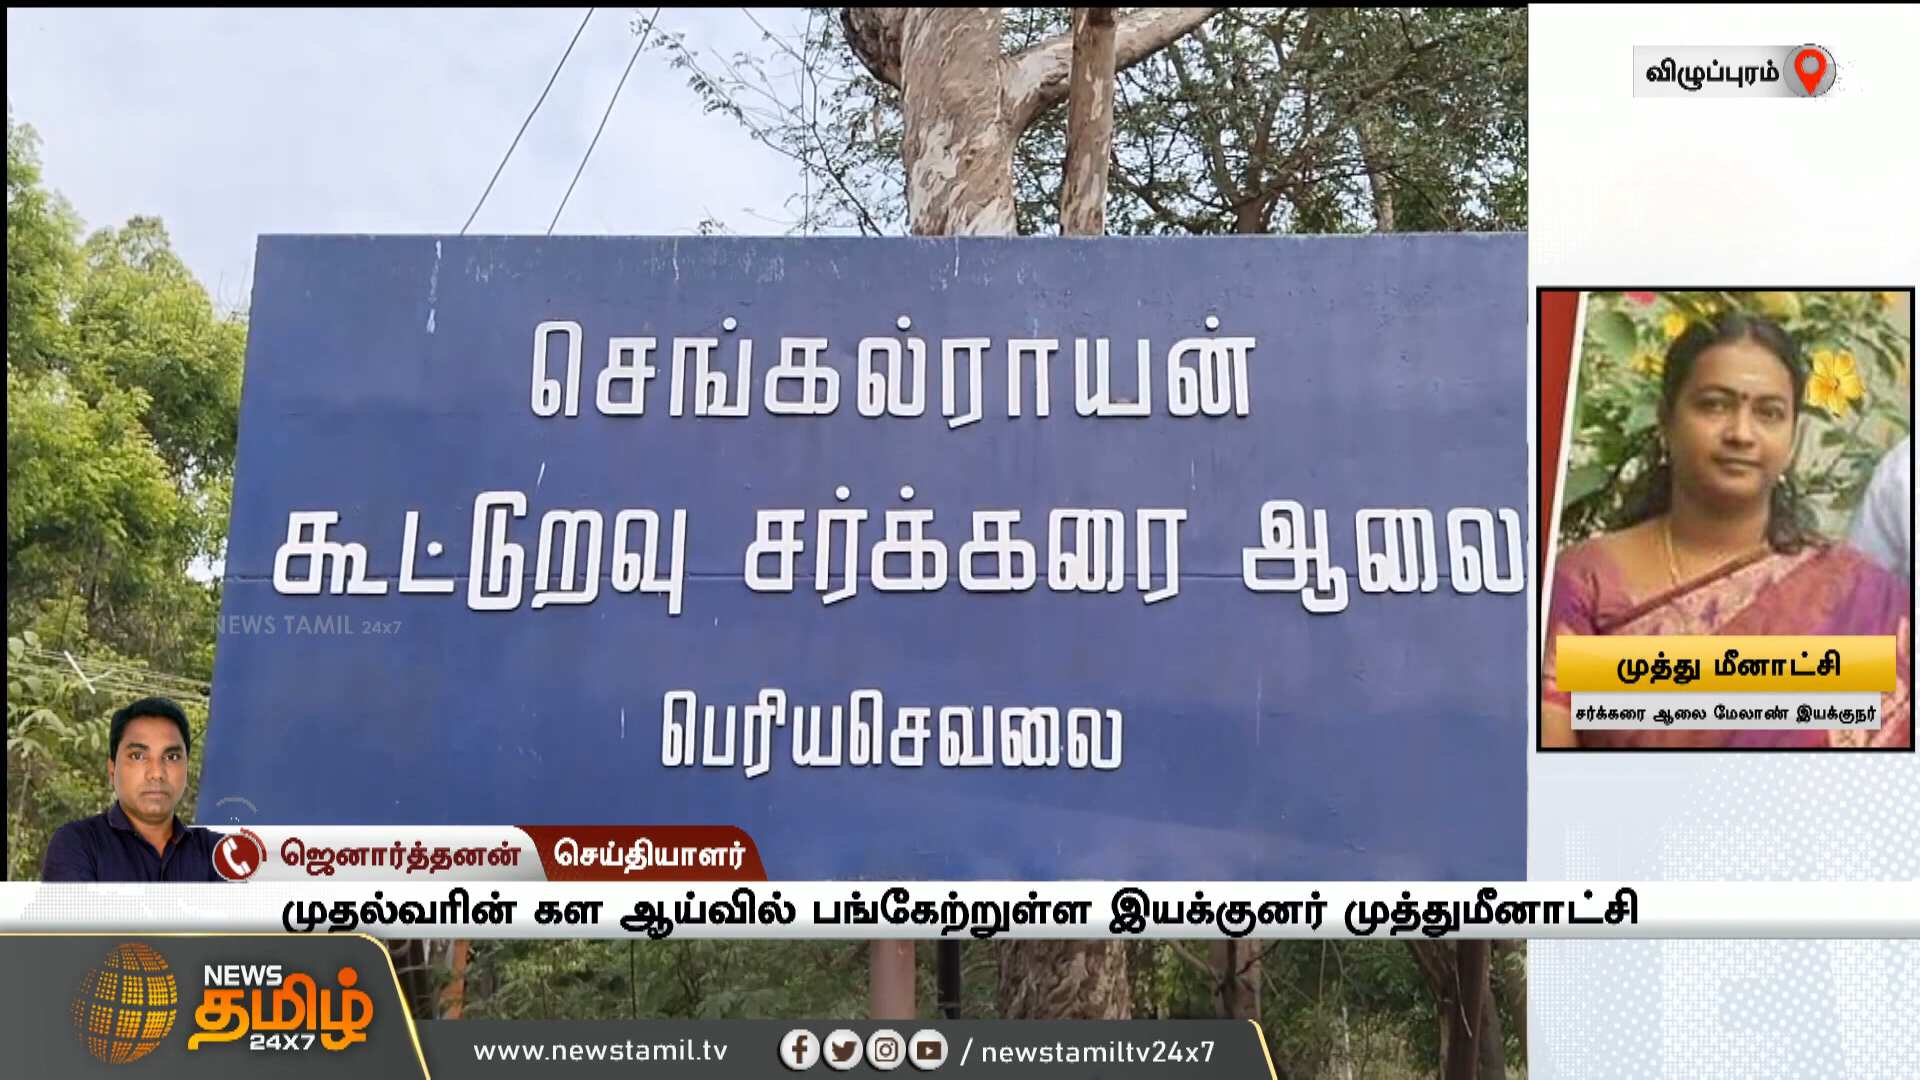 விழுப்புரம்
செங்கல்ராயன்
கூட்டுறவு சர்க்கரை ஆலை
பெரியசெவலை
NEWS TAMIL 24x7
முத்து மீனாட்சி
சர்க்கரை ஆலை மேலாண் இயக்குநர்
ஜெனார்த்தனன் செய்தியாளர்
முதல்வரின் கள ஆய்வில் பங்கேற்றுள்ள இயக்குனர் முத்துமீனாட்சி
NEWS
தமிழ்
24X7
www.newstamil.tv
/ newstamiltv24x7